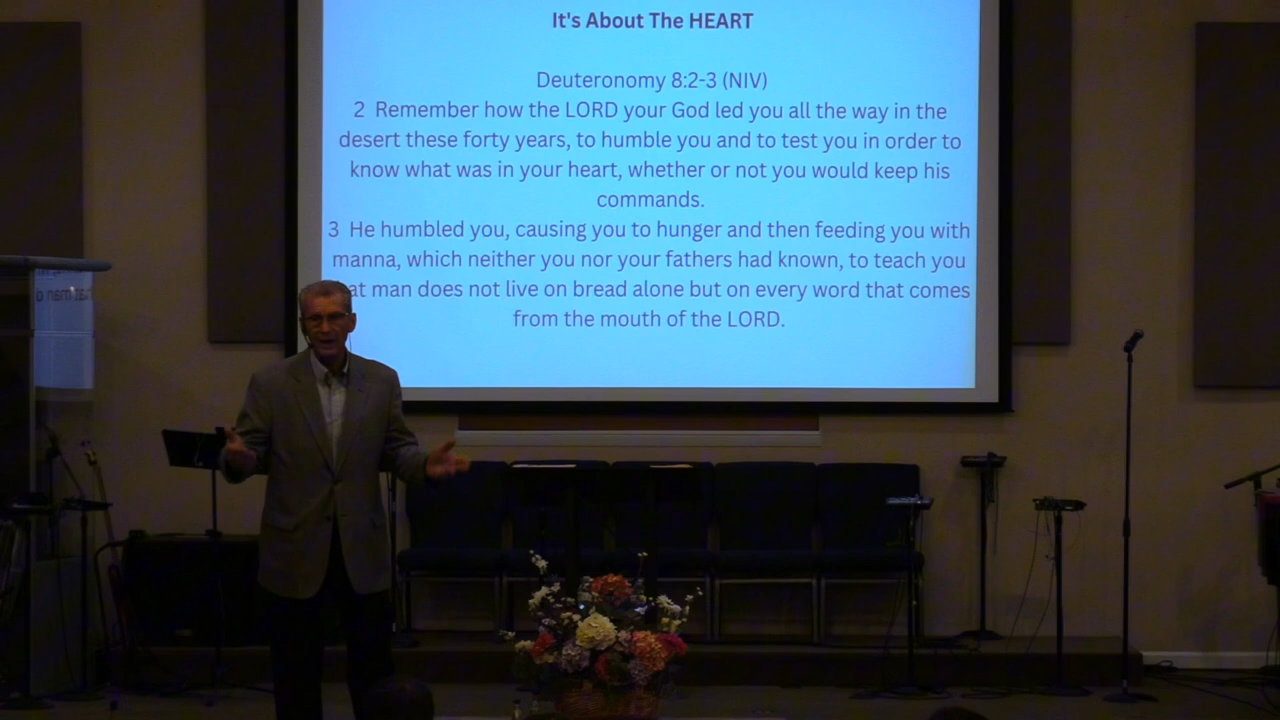 It's About The HEART
Deuteronomy 8:2-3 (NIV)
2 Remember how the LORD your God led you all the way in the
desert these forty years, to humble you and to test you in order to
know what was in your heart, whether or not you would keep his
commands.
3 He humbled you, causing you to hunger and then feeding you with
manna, which neither you nor your fathers had known, to teach you
at man does not live on bread alone but on every word that comes
from the mouth of the LORD.